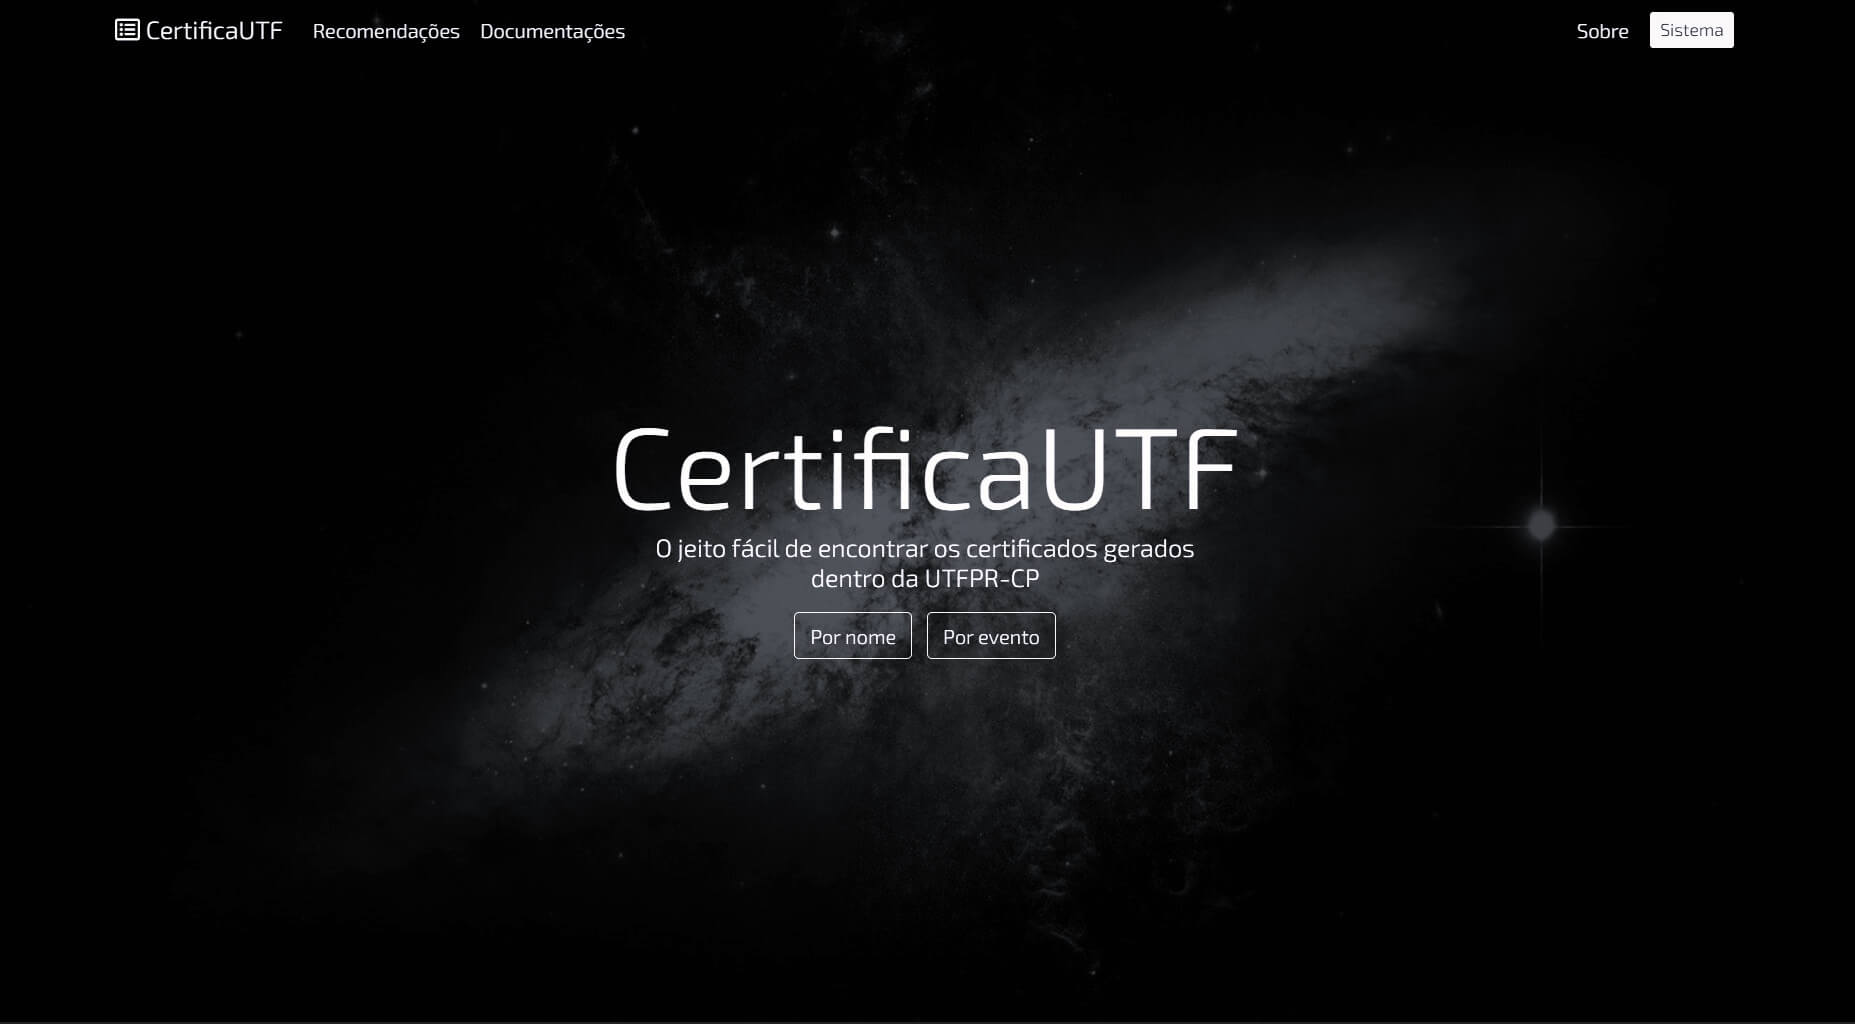 CertificaUTF
Recomendações
Documentações
Sobre
Sistema
CertificaUTF
O jeito fácil de encontrar os certificados gerados
dentro da UTFPR-CP
Por nome
Por evento